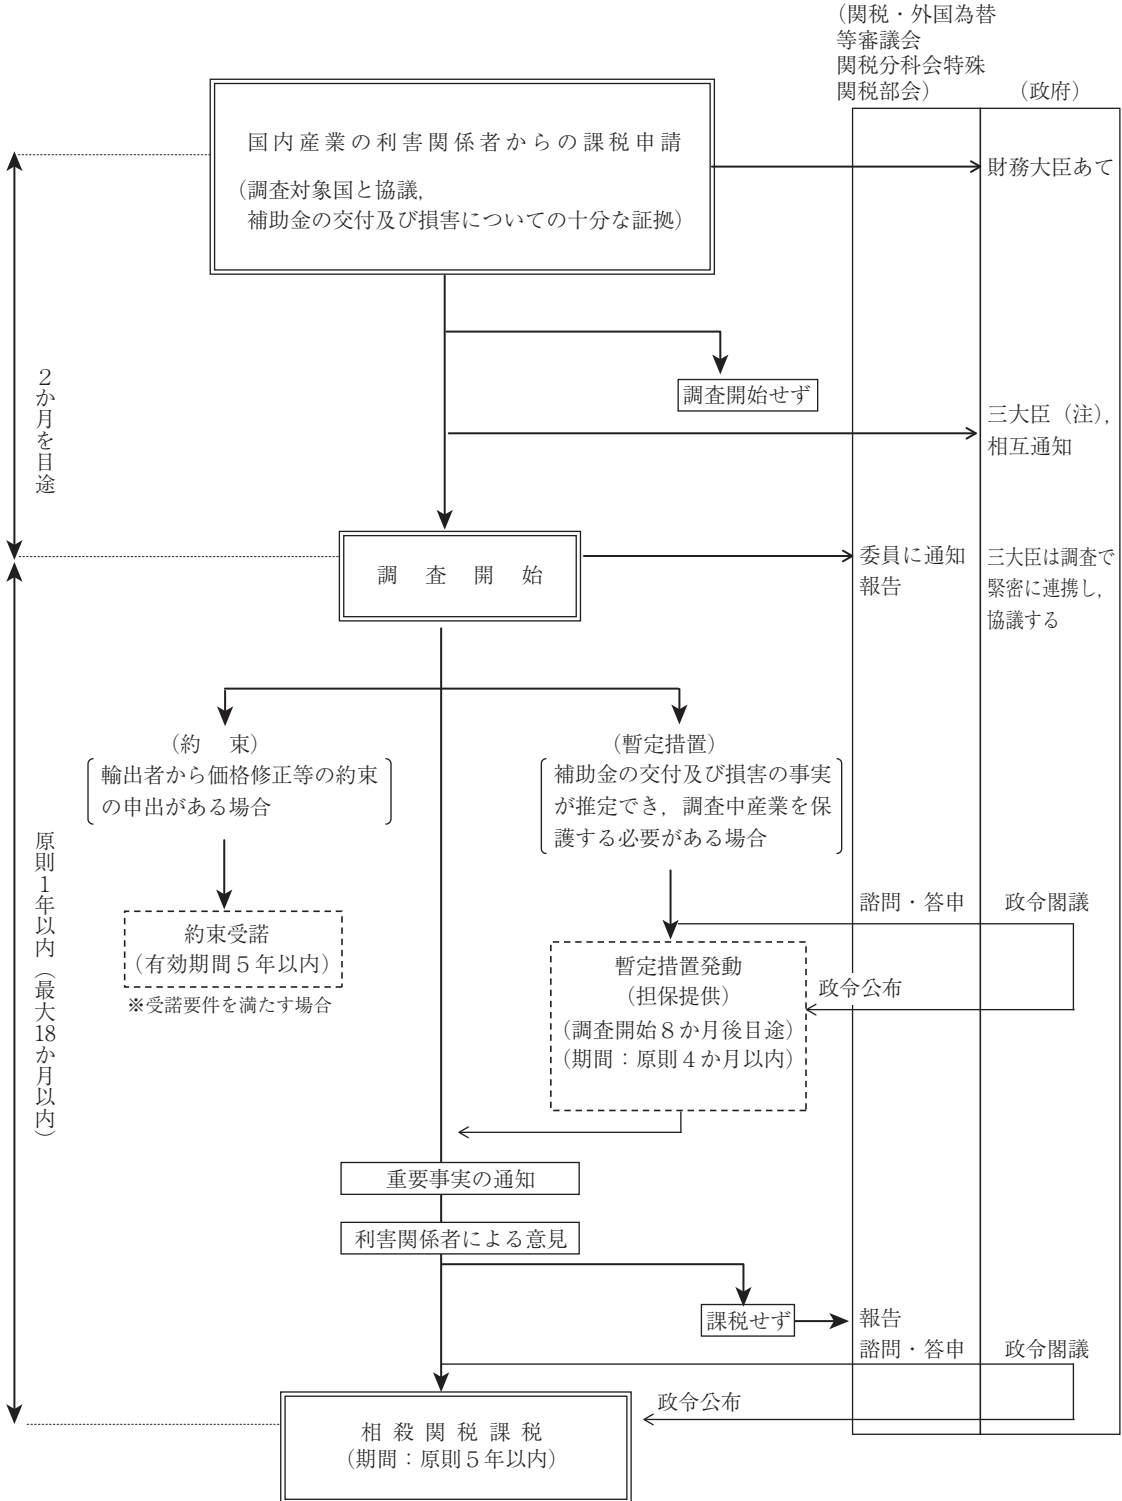 （関税・外国為替
等審議会
関税分科会特殊
関税部会）
（政府）
国内産業の利害関係者からの課税申請
（調査対象国と協議，
補助金の交付及び損害についての十分な証拠）
財務大臣あて
調査開始せず
三大臣（注），
相互通知
2か月を目途
調査開始
委員に通知
報告
三大臣は調査で
緊密に連携し，
協議する
（約　束）
輸出者から価格修正等の約束
の申出がある場合
（暫定措置）
補助金の交付及び損害の事実
が推定でき，調査中産業を保
護する必要がある場合
原則1年以内（最大18か月以内）
約束受諾
（有効期間５年以内）
※受諾要件を満たす場合
諮問・答申
政令閣議
暫定措置発動
（担保提供）
（調査開始８か月後目途）
（期間：原則４か月以内）
政令公布
重要事実の通知
利害関係者による意見
課税せず
報告
諮問・答申
政令閣議
政令公布
相殺関税課税
（期間：原則５年以内）